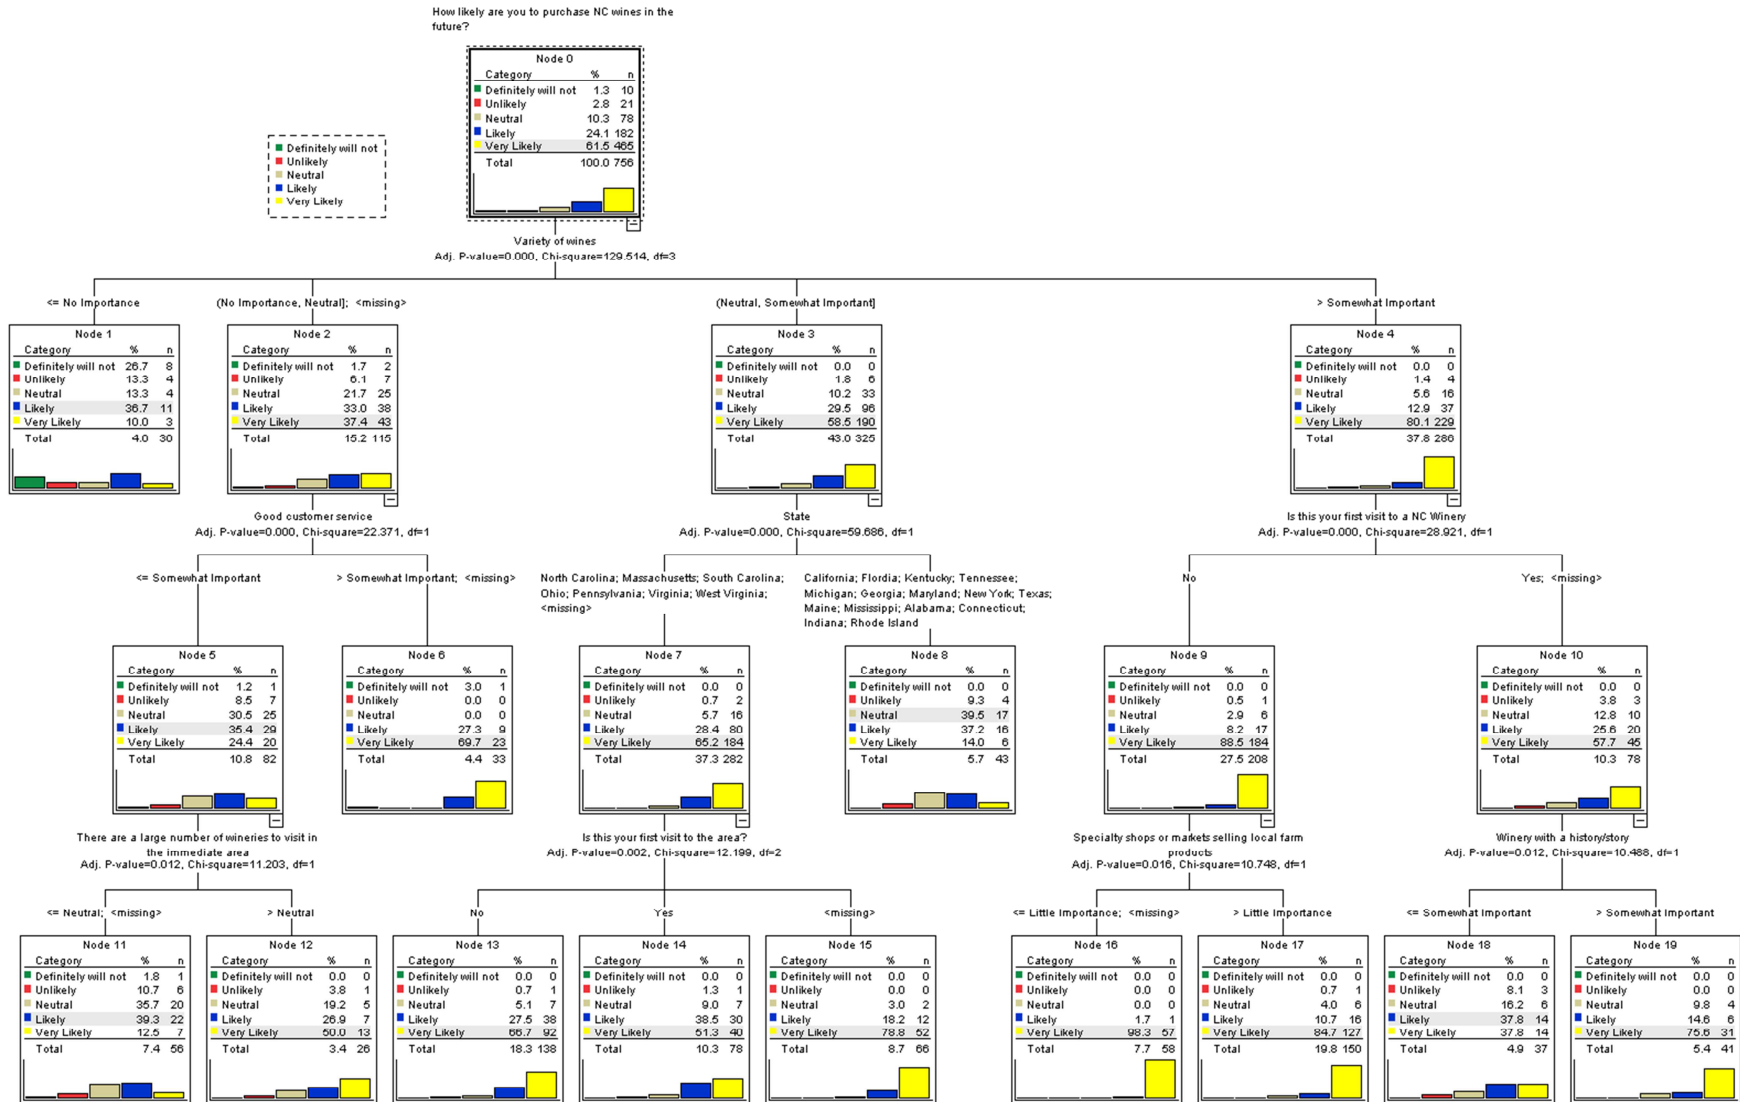 How likely are you to purchase NC wines in the
future?
Node 0
Category % n
Definitely will not 1.3 10
Unlikely 2.8 21
Neutral 10.3 78
Likely 24.1 182
Very Likely 61.5 465
Total 100.0 756
Definitely will not
Unlikely
Neutral
Likely
Very Likely
Variety of wines
Adj. P-value=0.000, Chi-square=129.514, df=3
<= No Importance
(No Importance, Neutral]; <missing>
(Neutral, Somewhat Important]
> Somewhat Important
Node 1
Category % n
Definitely will not 26.7 8
Unlikely 13.3 4
Neutral 13.3 4
Likely 36.7 11
Very Likely 10.0 3
Total 4.0 30
Node 2
Category % n
Definitely will not 1.7 2
Unlikely 6.1 7
Neutral 21.7 25
Likely 33.0 38
Very Likely 37.4 43
Total 15.2 115
Node 3
Category % n
Definitely will not 0.0 0
Unlikely 1.8 6
Neutral 10.2 33
Likely 29.5 96
Very Likely 58.5 190
Total 43.0 325
Node 4
Category % n
Definitely will not 0.0 0
Unlikely 1.4 4
Neutral 5.6 16
Likely 12.9 37
Very Likely 80.1 229
Total 37.8 286
Good customer service
Adj. P-value=0.000, Chi-square=22.371, df=1
State
Adj. P-value=0.000, Chi-square=59.686, df=1
Is this your first visit to a NC Winery
Adj. P-value=0.000, Chi-square=28.921, df=1
<= Somewhat Important
> Somewhat Important; <missing>
North Carolina; Massachusetts; South Carolina;
Ohio; Pennsylvania; Virginia; West Virginia;
<missing>
California; Flordia; Kentucky; Tennessee;
Michigan; Georgia; Maryland; New York; Texas;
Maine; Mississippi; Alabama; Connecticut;
Indiana; Rhode Island
No
Yes; <missing>
Node 5
Category % n
Definitely will not 1.2 1
Unlikely 8.5 7
Neutral 30.5 25
Likely 35.4 29
Very Likely 24.4 20
Total 10.8 82
Node 6
Category % n
Definitely will not 3.0 1
Unlikely 0.0 0
Neutral 0.0 0
Likely 27.3 9
Very Likely 69.7 23
Total 4.4 33
Node 7
Category % n
Definitely will not 0.0 0
Unlikely 0.7 2
Neutral 5.7 16
Likely 28.4 80
Very Likely 65.2 184
Total 37.3 282
Node 8
Category % n
Definitely will not 0.0 0
Unlikely 9.3 4
Neutral 39.5 17
Likely 37.2 16
Very Likely 14.0 6
Total 5.7 43
Node 9
Category % n
Definitely will not 0.0 0
Unlikely 0.5 1
Neutral 2.9 6
Likely 8.2 17
Very Likely 88.5 184
Total 27.5 208
Node 10
Category % n
Definitely will not 0.0 0
Unlikely 3.8 3
Neutral 12.8 10
Likely 25.6 20
Very Likely 57.7 45
Total 10.3 78
There are a large number of wineries to visit in
the immediate area
Adj. P-value=0.012, Chi-square=11.203, df=1
Is this your first visit to the area?
Adj. P-value=0.002, Chi-square=12.199, df=2
Specialty shops or markets selling local farm
products
Adj. P-value=0.016, Chi-square=10.748, df=1
Winery with a history/story
Adj. P-value=0.012, Chi-square=10.488, df=1
<= Neutral; <missing>
> Neutral
No
Yes
<missing>
<= Little Importance; <missing>
> Little Importance
<= Somewhat Important
> Somewhat Important
Node 11
Category % n
Definitely will not 1.8 1
Unlikely 10.7 6
Neutral 35.7 20
Likely 39.3 22
Very Likely 12.5 7
Total 7.4 56
Node 12
Category % n
Definitely will not 0.0 0
Unlikely 3.8 1
Neutral 19.2 5
Likely 26.9 7
Very Likely 50.0 13
Total 3.4 26
Node 13
Category % n
Definitely will not 0.0 0
Unlikely 0.7 1
Neutral 5.1 7
Likely 27.5 38
Very Likely 66.7 92
Total 18.3 138
Node 14
Category % n
Definitely will not 0.0 0
Unlikely 1.3 1
Neutral 9.0 7
Likely 38.5 30
Very Likely 51.3 40
Total 10.3 78
Node 15
Category % n
Definitely will not 0.0 0
Unlikely 0.0 0
Neutral 3.0 2
Likely 18.2 12
Very Likely 78.8 52
Total 8.7 66
Node 16
Category % n
Definitely will not 0.0 0
Unlikely 0.0 0
Neutral 0.0 0
Likely 1.7 1
Very Likely 98.3 57
Total 7.7 58
Node 17
Category % n
Definitely will not 0.0 0
Unlikely 0.7 1
Neutral 4.0 6
Likely 10.7 16
Very Likely 84.7 127
Total 19.8 150
Node 18
Category % n
Definitely will not 0.0 0
Unlikely 8.1 3
Neutral 16.2 6
Likely 37.8 14
Very Likely 37.8 14
Total 4.9 37
Node 19
Category % n
Definitely will not 0.0 0
Unlikely 0.0 0
Neutral 9.8 4
Likely 14.6 6
Very Likely 75.6 31
Total 5.4 41